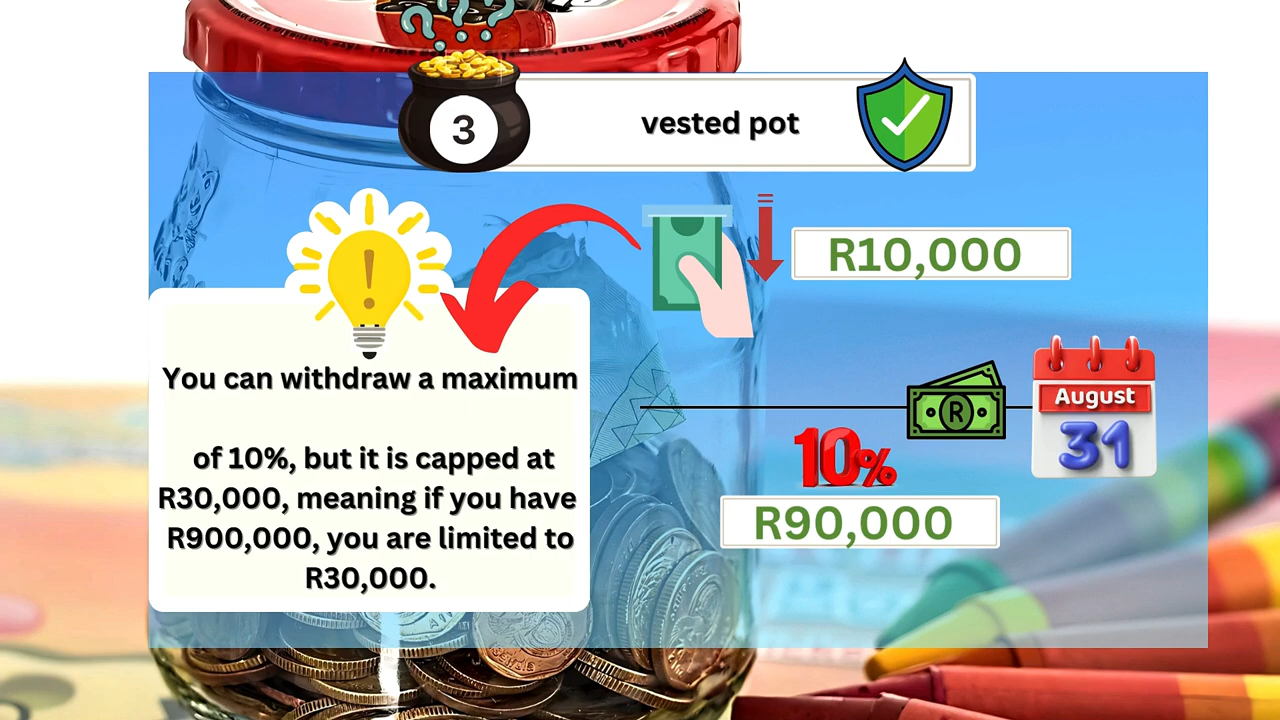 3
vested pot
R10,000
You can withdraw a maximum
of 10%, but it is capped at
R30,000, meaning if you have
R900,000, you are limited to
R30,000.
R
August
31
10%
R90,000